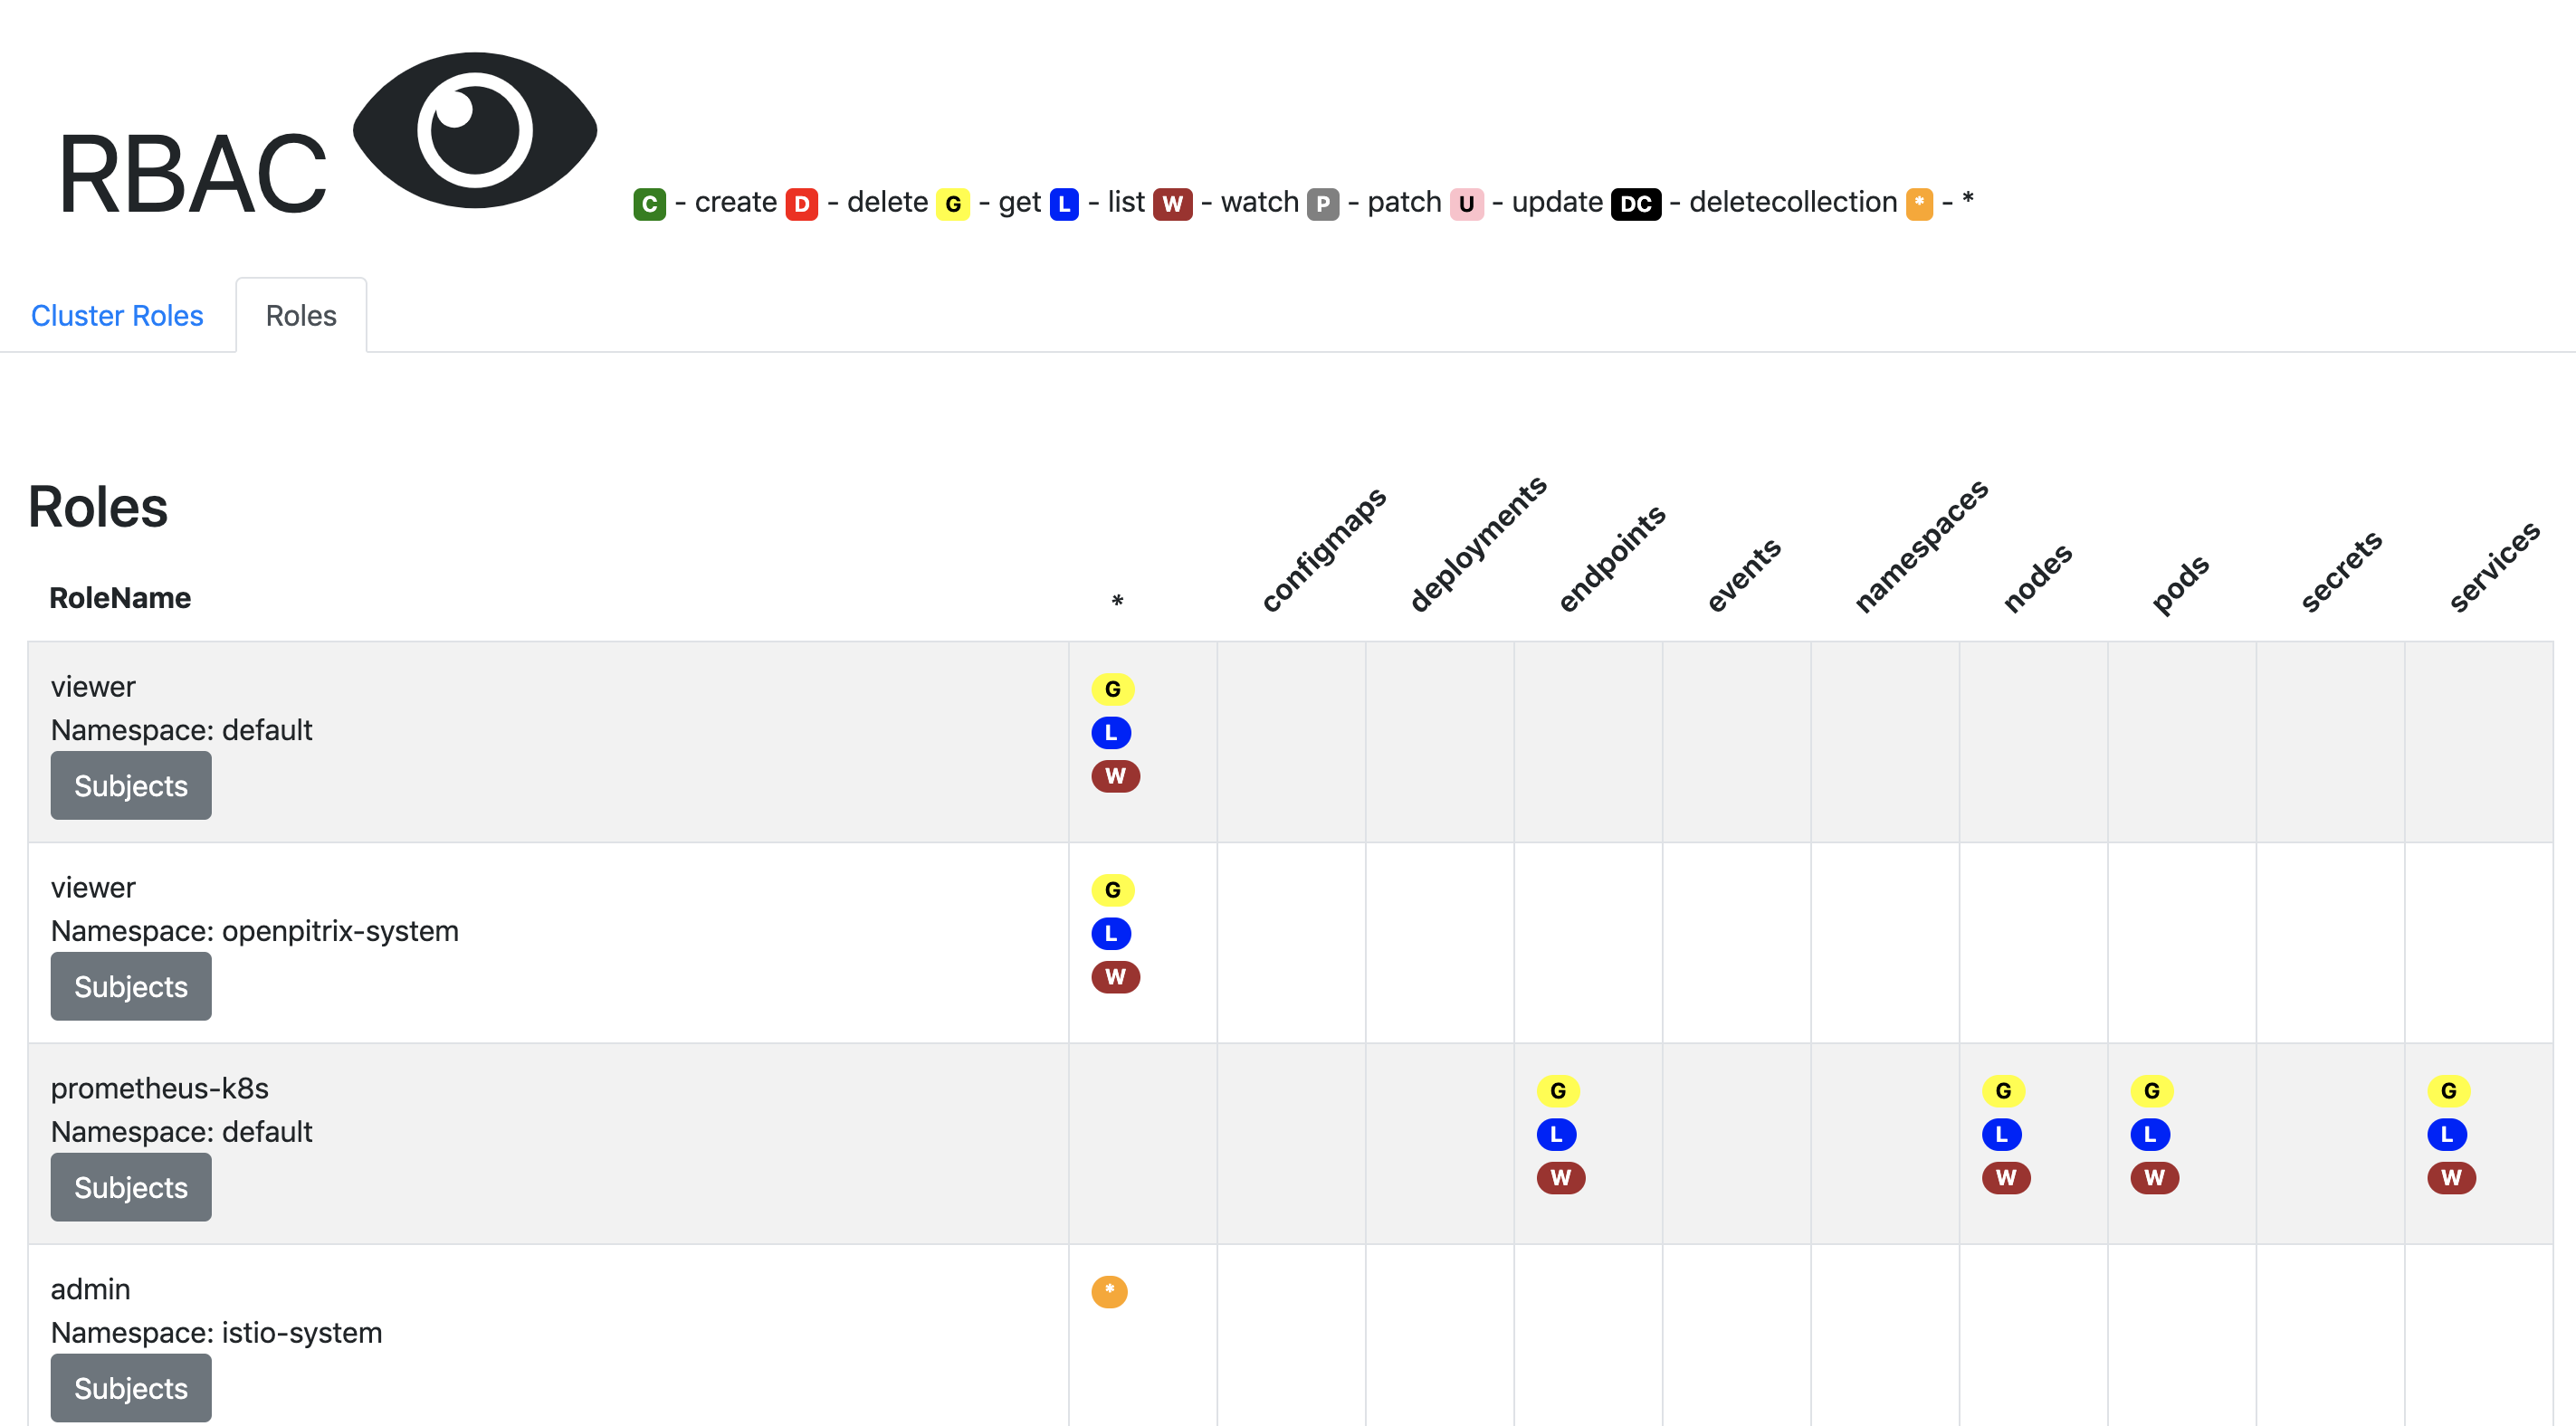 RBAC
C - create D - delete G - get L - list W - watch P - patch U - update DC - deletecollection * - *
Cluster Roles Roles
Roles
RoleName * configmaps deployments endpoints events namespaces nodes pods secrets services
viewer
Namespace: default
Subjects
G
L
W
viewer
Namespace: openpitrix-system
Subjects
G
L
W
prometheus-k8s
Namespace: default
Subjects
G G G G
L L L L
W W W W
admin
Namespace: istio-system
Subjects
*